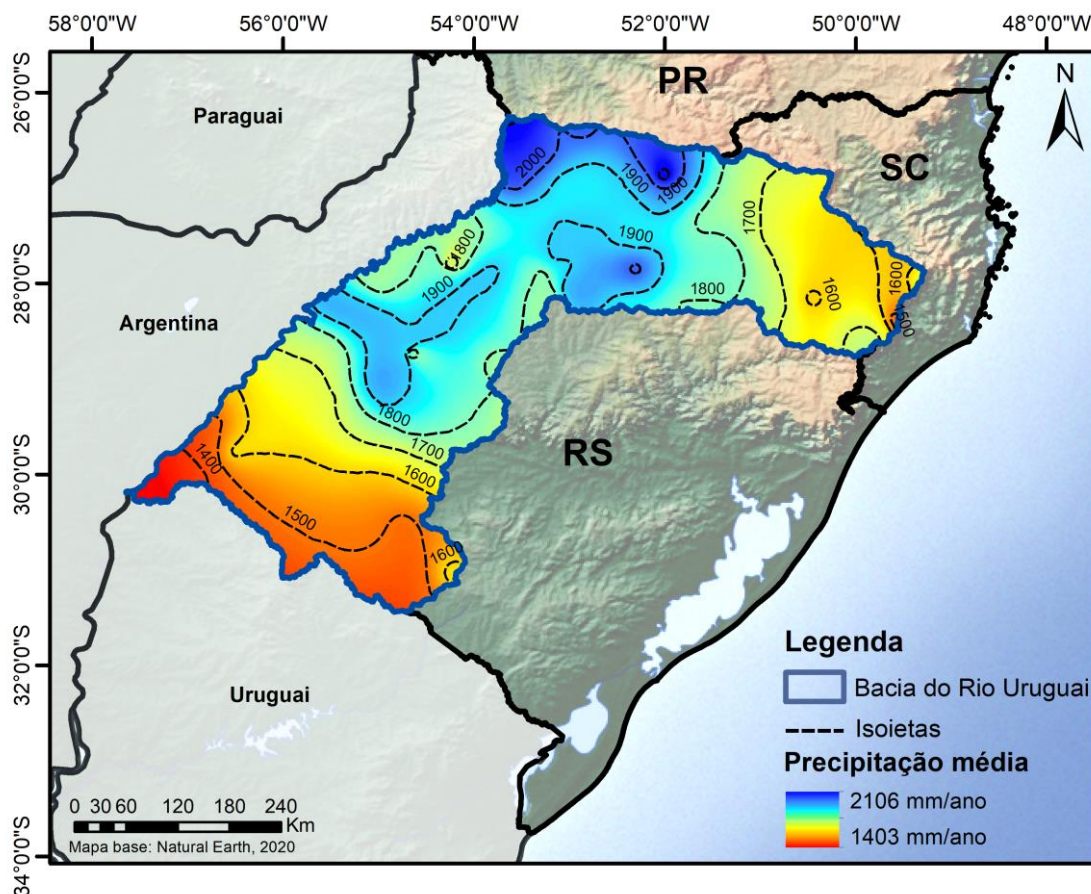 58°0'0"W 56°0'0"W 54°0'0"W 52°0'0"W 50°0'0"W 48°0'0"W
26°0'0"S
28°0'0"S
30°0'0"S
32°0'0"S
34°0'0"S
N
PR
Paraguai
SC
2000
1900
1900
1700
1800
1900
1900
1600
1600
1800
1500
Argentina
1800
1700
1400
1600
RS
1500
1600
Uruguai
Legenda
Bacia do Rio Uruguai
Isoietas
Precipitação média
2106 mm/ano
1403 mm/ano
0 30 60 120 180 240
Km
Mapa base: Natural Earth, 2020